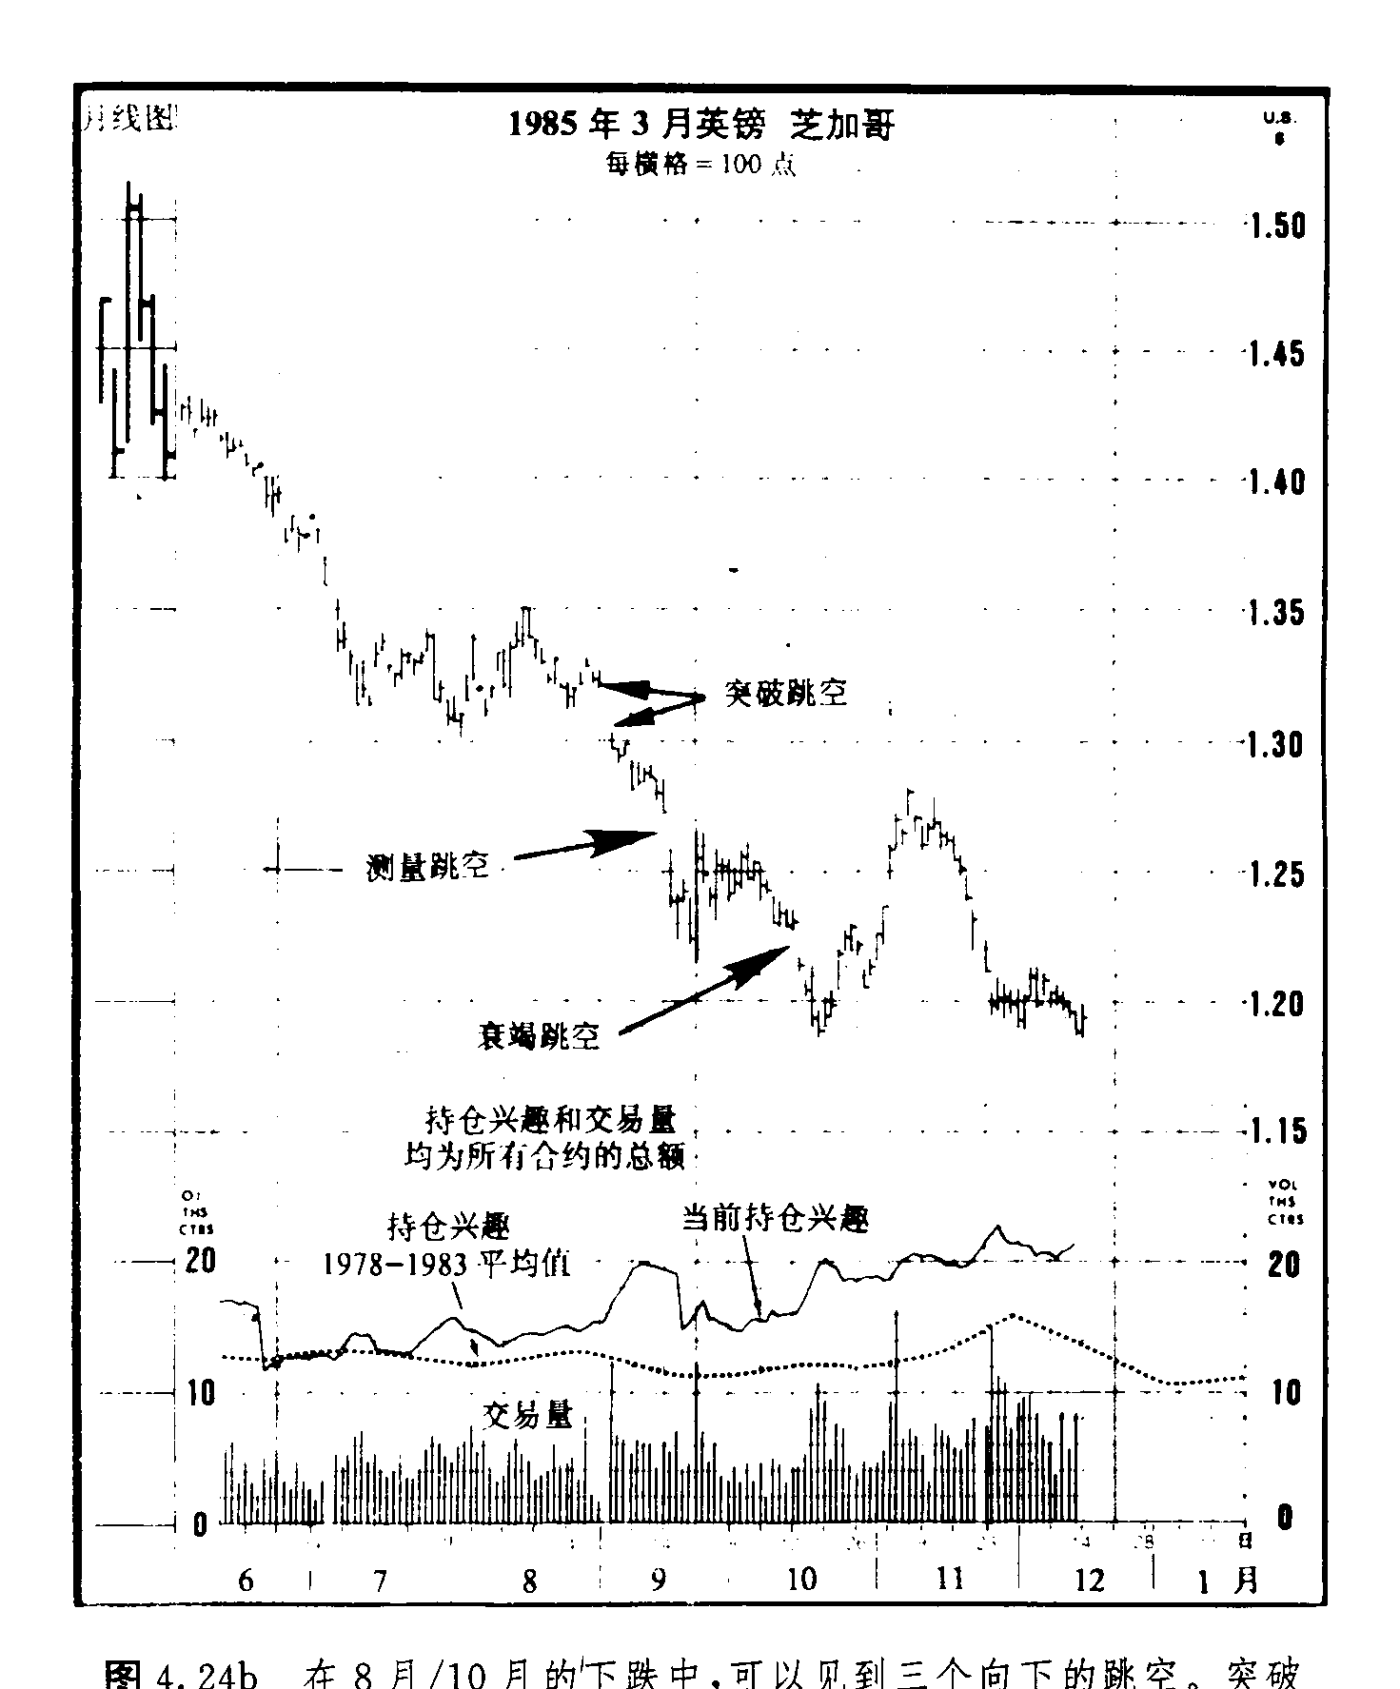 月线图
1985 年 3 月英镑 芝加哥
每横格 = 100 点
U.S.
$
1.50
1.45
1.40
1.35
突破跳空
1.30
测量跳空
1.25
1.20
衰竭跳空
持仓兴趣和交易量
均为所有合约的总额
1.15
OI
THS
CTRS
VOL
THS
CTRS
持仓兴趣
1978-1983 平均值
当前持仓兴趣
20
20
10
10
交易量
0
0
日
6 7 8 9 10 11 12 1 月
图 4.24b 在 8 月/10 月的下跌中,可以见到三个向下的跳空。突破